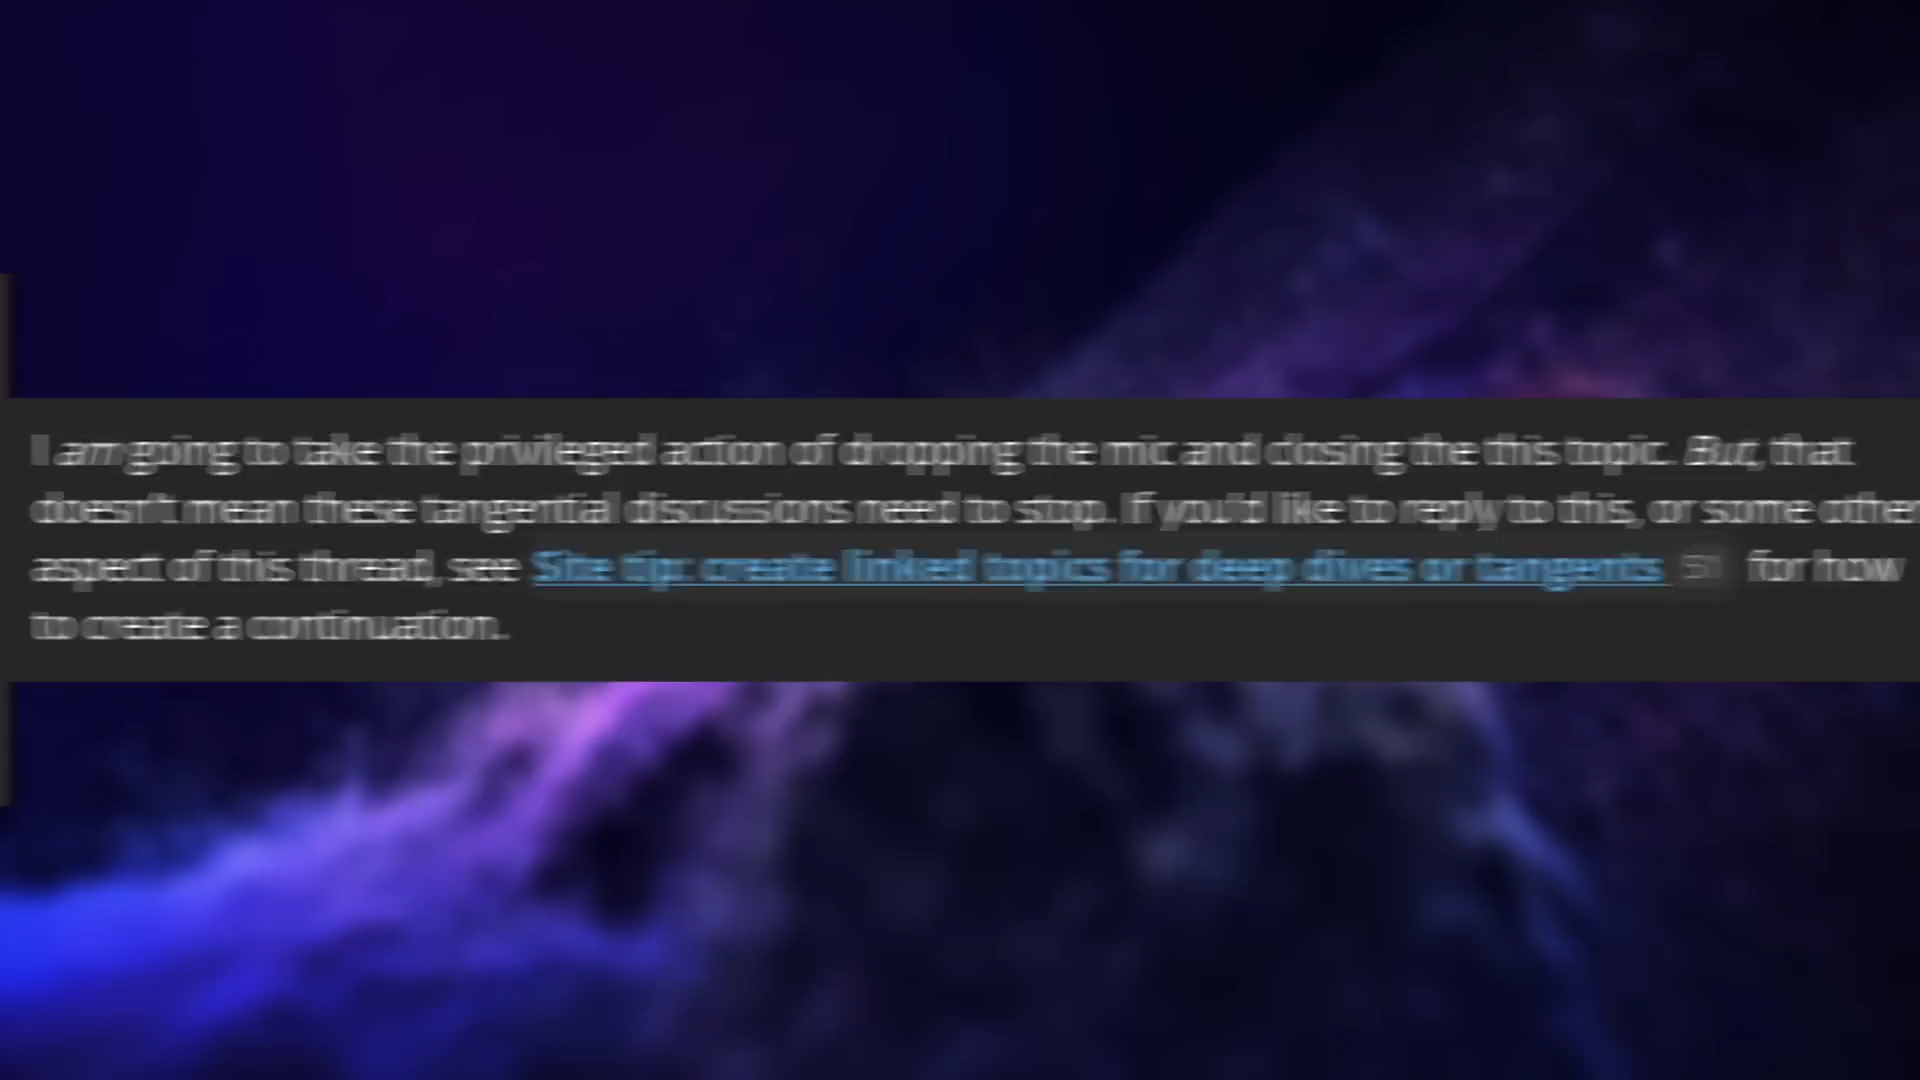 I am going to take the privileged action of dropping the mic and closing the this topic. But, that
doesn't mean these tangential discussions need to stop. If you'd like to reply to this, or some other
aspect of this thread, see Site tip: create linked topics for deep dives or tangents 51 for how
to create a continuation.